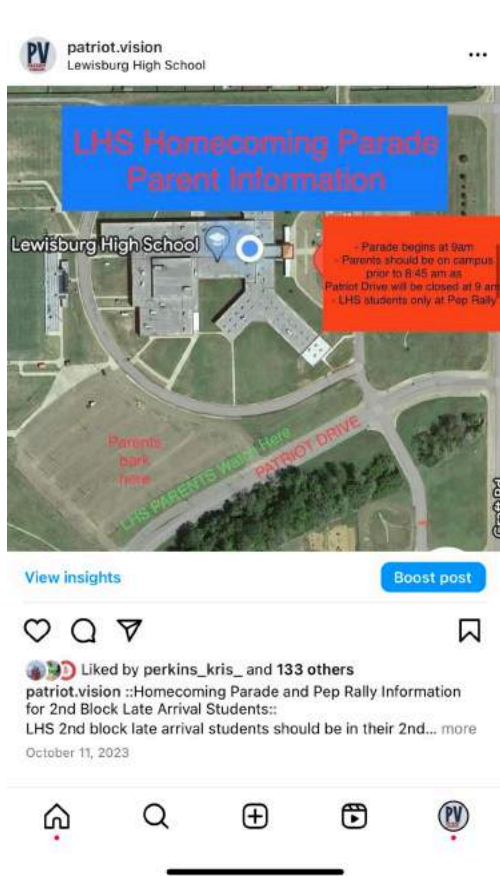 PV
patriot.vision
Lewisburg High School
LHS Homecoming Parade
Parent Information
Lewisburg High School
- Parade begins at 9am
- Parents should be on campus
prior to 8:45 am as
Patriot Drive will be closed at 9 am
- LHS students only at Pep Rally
Parents
park
here
LHS PARENTS Watch Here
PATRIOT DRIVE
View insights
Boost post
Liked by perkins_kris_ and 133 others
patriot.vision ::Homecoming Parade and Pep Rally Information
for 2nd Block Late Arrival Students::
LHS 2nd block late arrival students should be in their 2nd... more
October 11, 2023
PV